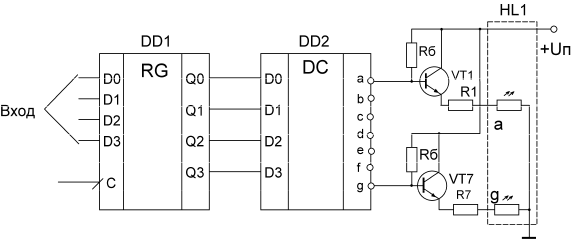 HL1
DD1
DD2
Rб
+Uп
RG
DC
VT1
D0
Q0
D0
a
R1
D1
Q1
D1
b
Вход
D2
Q2
D2
c
a
D3
Q3
D3
d
Rб
e
f
C
g
VT7
R7
g